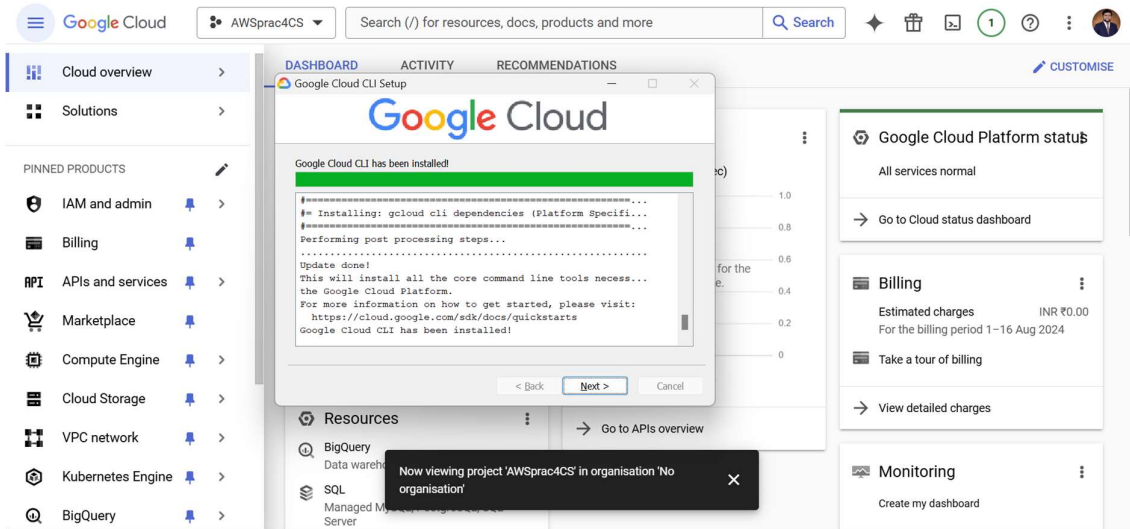 Google Cloud
AWSprac4CS
Search (/) for resources, docs, products and more
Search
1
Cloud overview
Solutions
PINNED PRODUCTS
IAM and admin
Billing
API APIs and services
Marketplace
Compute Engine
Cloud Storage
VPC network
Kubernetes Engine
BigQuery
DASHBOARD
ACTIVITY
RECOMMENDATIONS
CUSTOMISE
Google Cloud CLI Setup
Google Cloud
Google Cloud CLI has been installed!
#==================================================...
#= Installing: gcloud cli dependencies (Platform Specifi...
#==================================================...
Performing post processing steps...
.....................................................
Update done!
This will install all the core command line tools necess...
the Google Cloud Platform.
For more information on how to get started, please visit:
https://cloud.google.com/sdk/docs/quickstarts
Google Cloud CLI has been installed!
< Back
Next >
Cancel
1.0
0.8
0.6
for the
0.4
0.2
0
Go to APIs overview
Resources
BigQuery
SQL
Server
Now viewing project 'AWSprac4CS' in organisation 'No
organisation'
Google Cloud Platform status
All services normal
Go to Cloud status dashboard
Billing
Estimated charges INR ₹0.00
For the billing period 1–16 Aug 2024
Take a tour of billing
View detailed charges
Monitoring
Create my dashboard